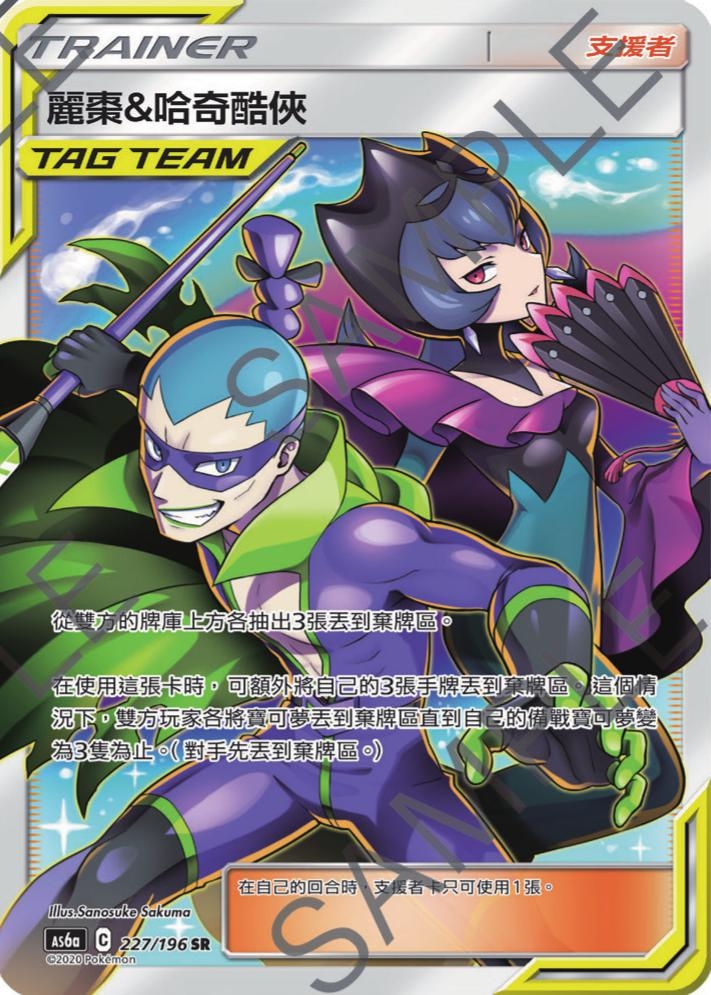 TRAINER
支援者
麗棗&哈奇酷俠
TAG TEAM
從雙方的牌庫上方各抽出3張丟到棄牌區。
在使用這張卡時，可額外將自己的3張手牌丟到棄牌區。這個情
況下，雙方玩家各將寶可夢丟到棄牌區直到自己的備戰寶可夢變
為3隻為止。(對手先丟到棄牌區。)
在自己的回合時，支援者卡只可使用1張。
Illus.Sanosuke Sakuma
AS6a C 227/196 SR
©2020 Pokémon
SAMPLE
SAMPLE
SAMPLE